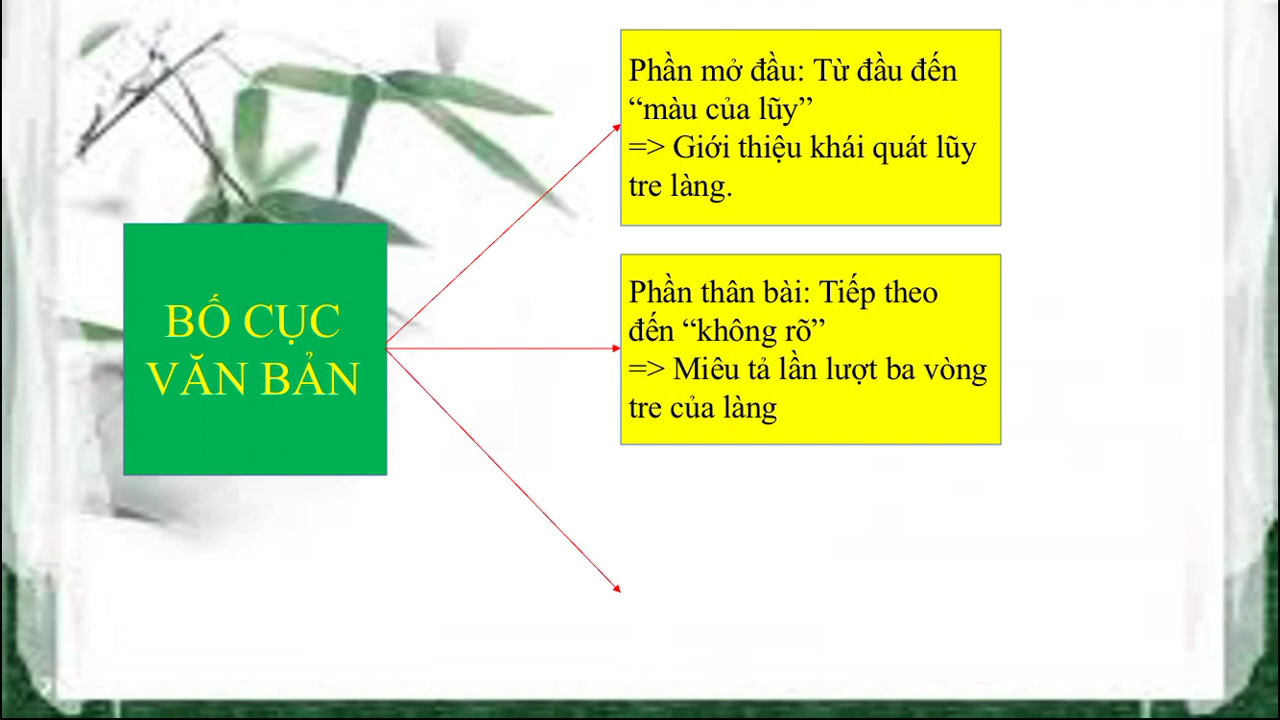 BỐ CỤC
VĂN BẢN
Phần mở đầu: Từ đầu đến
“màu của lũy”
=> Giới thiệu khái quát lũy
tre làng.
Phần thân bài: Tiếp theo
đến “không rõ”
=> Miêu tả lần lượt ba vòng
tre của làng